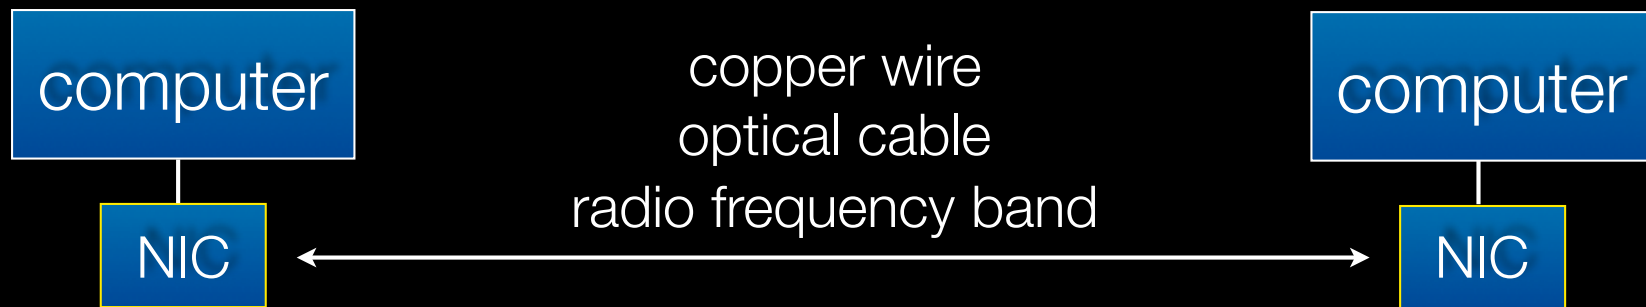 computer
copper wire
optical cable
radio frequency band
computer
NIC
NIC